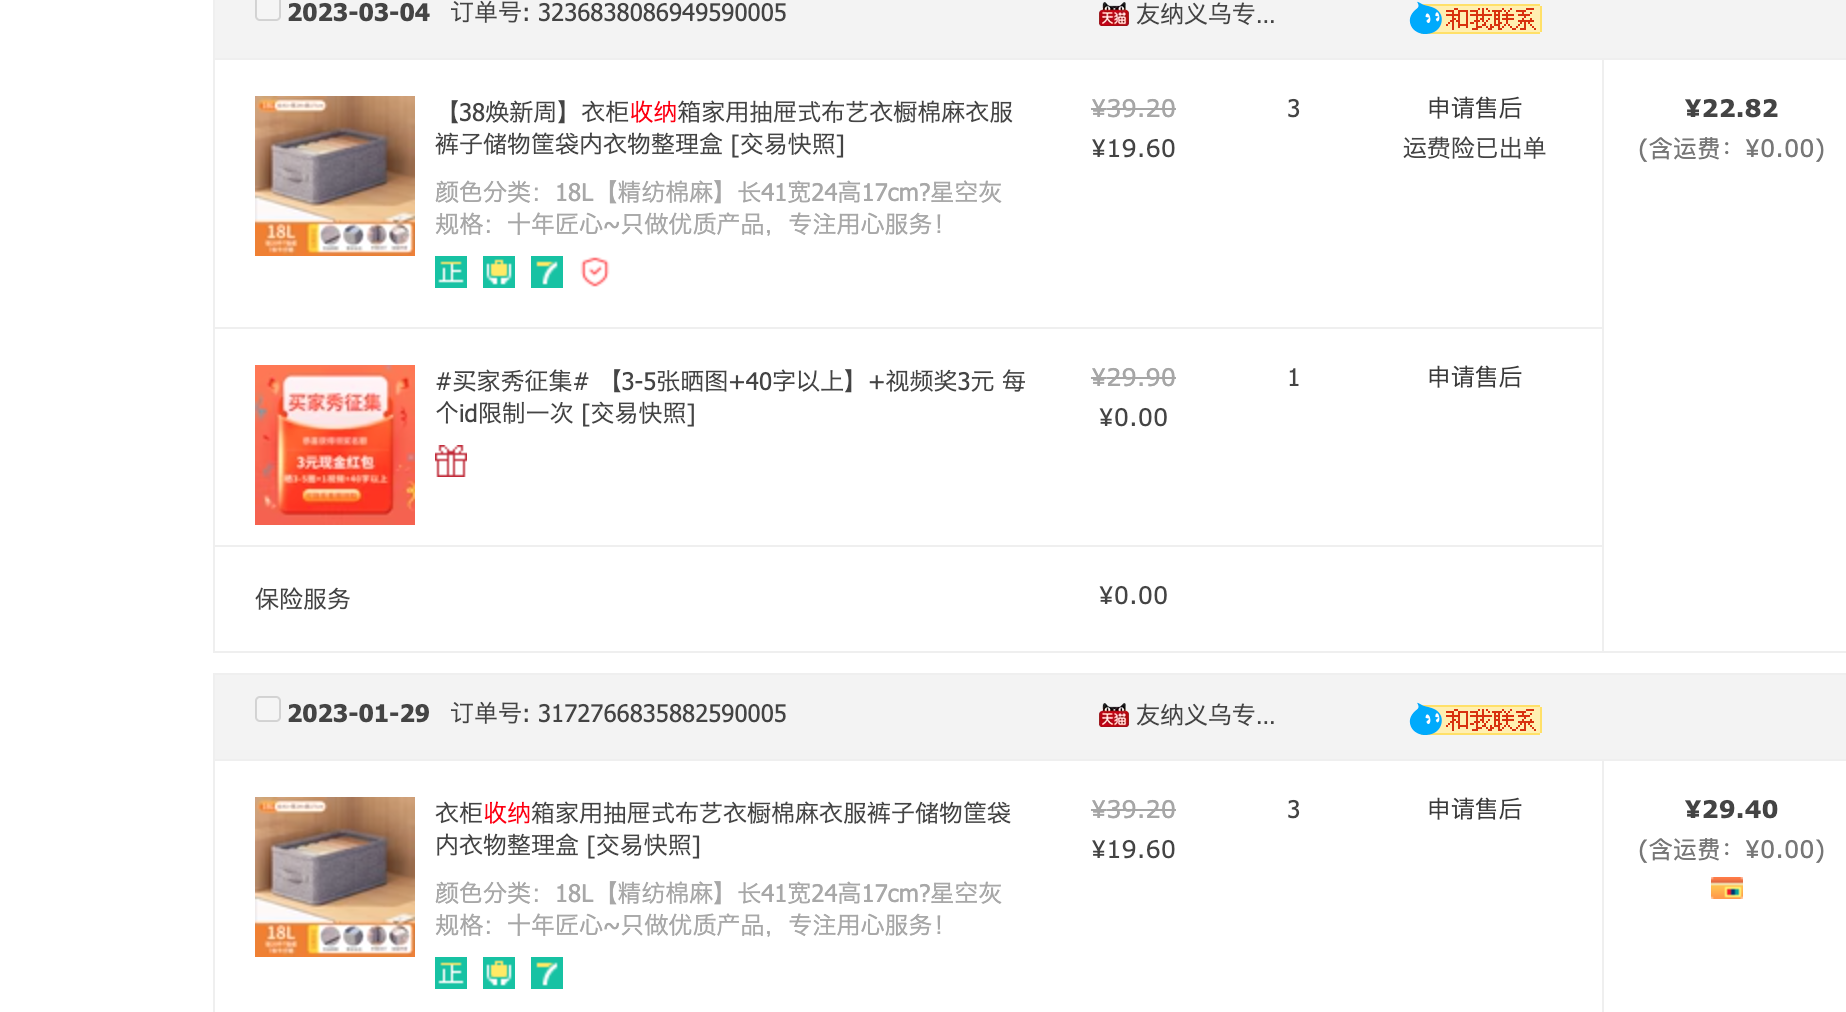 2023-03-04 订单号: 3236838086949590005 友纳义乌专... 和我联系
【38焕新周】衣柜收纳箱家用抽屉式布艺衣橱棉麻衣服 ¥39.20 3 申请售后 ¥22.82
裤子储物筐袋内衣物整理盒 [交易快照] ¥19.60 运费险已出单 (含运费：¥0.00)
颜色分类：18L【精纺棉麻】长41宽24高17cm?星空灰
规格：十年匠心~只做优质产品，专注用心服务！
18L
正 7
#买家秀征集# 【3-5张晒图+40字以上】+视频奖3元 每 ¥29.90 1 申请售后
个id限制一次 [交易快照] ¥0.00
买家秀征集
3元现金红包
晒3-5图+1视频+40字以上
保险服务 ¥0.00
2023-01-29 订单号: 3172766835882590005 天猫 友纳义乌专... 和我联系
衣柜收纳箱家用抽屉式布艺衣橱棉麻衣服裤子储物筐袋 ¥39.20 3 申请售后 ¥29.40
内衣物整理盒 [交易快照] ¥19.60 (含运费：¥0.00)
颜色分类：18L【精纺棉麻】长41宽24高17cm?星空灰
规格：十年匠心~只做优质产品，专注用心服务！
18L
正 7